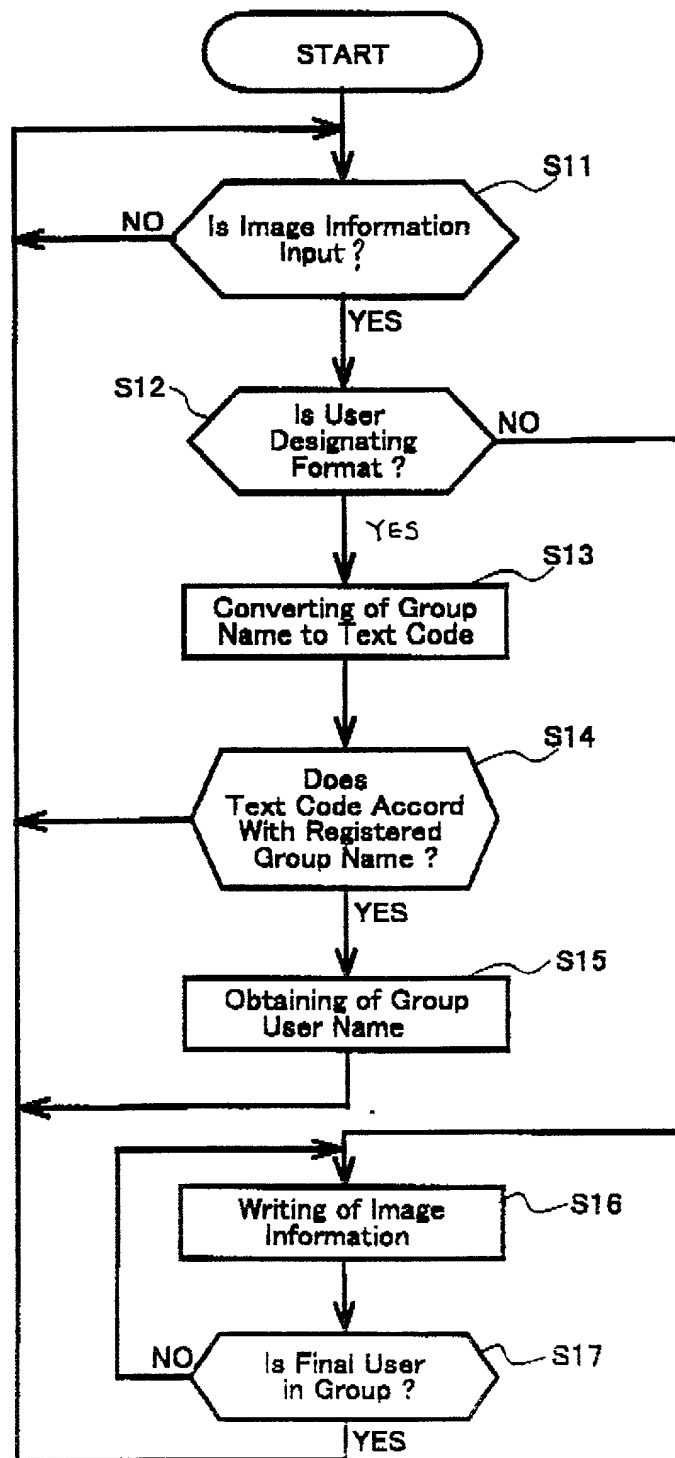 START
S11
NO
Is Image Information
Input ?
YES
S12
Is User
Designating
Format ?
NO
YES
S13
Converting of Group
Name to Text Code
S14
Does
Text Code Accord
With Registered
Group Name ?
YES
S15
Obtaining of Group
User Name
Writing of Image
Information
S16
NO
Is Final User
in Group ?
S17
YES